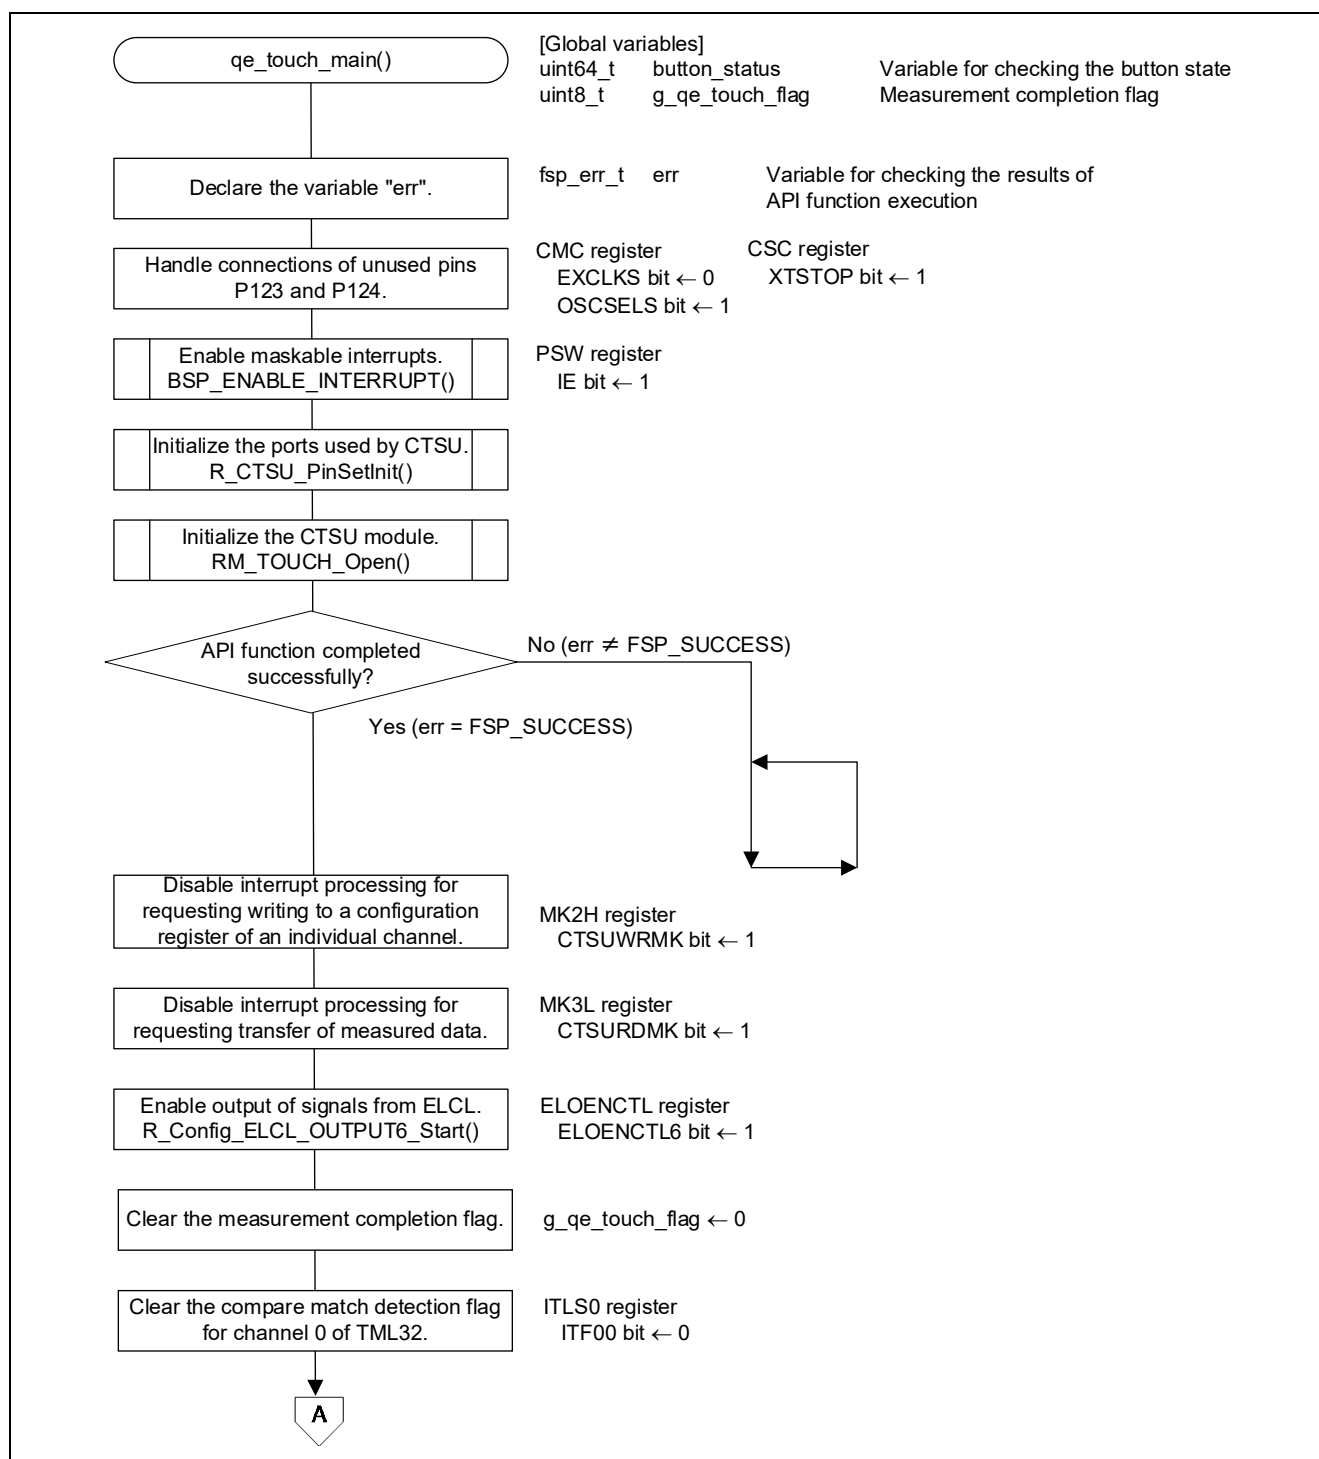 qe_touch_main()
[Global variables]
uint64_t button_status Variable for checking the button state
uint8_t g_qe_touch_flag Measurement completion flag
Declare the variable "err".
fsp_err_t err Variable for checking the results of
API function execution
Handle connections of unused pins
P123 and P124.
CMC register
EXCLKS bit ← 0
OSCSELS bit ← 1
CSC register
XTSTOP bit ← 1
Enable maskable interrupts.
BSP_ENABLE_INTERRUPT()
PSW register
IE bit ← 1
Initialize the ports used by CTSU.
R_CTSU_PinSetInit()
Initialize the CTSU module.
RM_TOUCH_Open()
API function completed
successfully?
No (err ≠ FSP_SUCCESS)
Yes (err = FSP_SUCCESS)
Disable interrupt processing for
requesting writing to a configuration
register of an individual channel.
MK2H register
CTSUWRMK bit ← 1
Disable interrupt processing for
requesting transfer of measured data.
MK3L register
CTSURDMK bit ← 1
Enable output of signals from ELCL.
R_Config_ELCL_OUTPUT6_Start()
ELOENCTL register
ELOENCTL6 bit ← 1
Clear the measurement completion flag.
g_qe_touch_flag ← 0
Clear the compare match detection flag
for channel 0 of TML32.
ITLS0 register
ITF00 bit ← 0
A